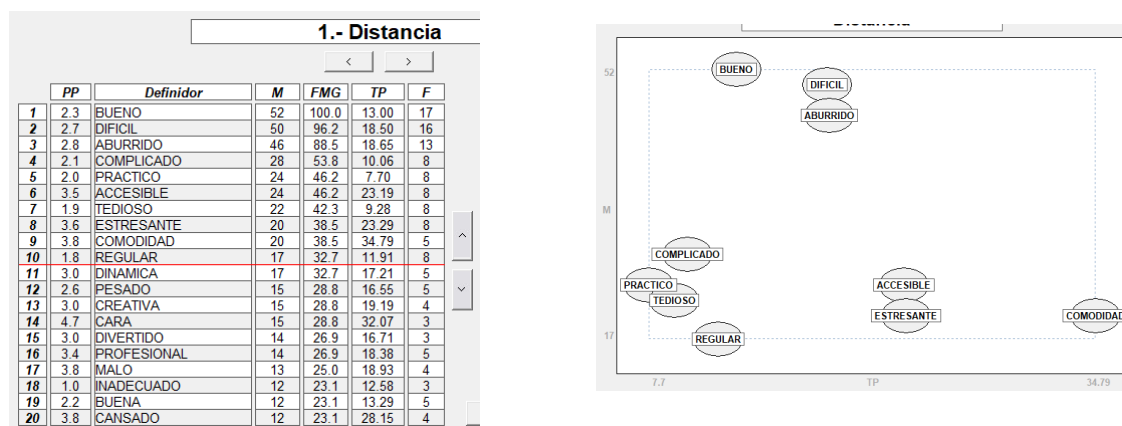 1.- Distancia
< >
PP Definidor M FMG TP F
1 2.3 BUENO 52 100.0 13.00 17
2 2.7 DIFICIL 50 96.2 18.50 16
3 2.8 ABURRIDO 46 88.5 18.65 13
4 2.1 COMPLICADO 28 53.8 10.06 8
5 2.0 PRACTICO 24 46.2 7.70 8
6 3.5 ACCESIBLE 24 46.2 23.19 8
7 1.9 TEDIOSO 22 42.3 9.28 8
8 3.6 ESTRESANTE 20 38.5 23.29 8
9 3.8 COMODIDAD 20 38.5 34.79 5
10 1.8 REGULAR 17 32.7 11.91 8
11 3.0 DINAMICA 17 32.7 17.21 5
12 2.6 PESADO 15 28.8 16.55 5
13 3.0 CREATIVA 15 28.8 19.19 4
14 4.7 CARA 15 28.8 32.07 3
15 3.0 DIVERTIDO 14 26.9 16.71 3
16 3.4 PROFESIONAL 14 26.9 18.38 5
17 3.8 MALO 13 25.0 18.93 4
18 1.0 INADECUADO 12 23.1 12.58 3
19 2.2 BUENA 12 23.1 13.29 5
20 3.8 CANSADO 12 23.1 28.15 4
52
BUENO
DIFICIL
ABURRIDO
M
COMPLICADO
PRACTICO
ACCESIBLE
TEDIOSO
ESTRESANTE
COMODIDAD
17
REGULAR
7.7 TP 34.79